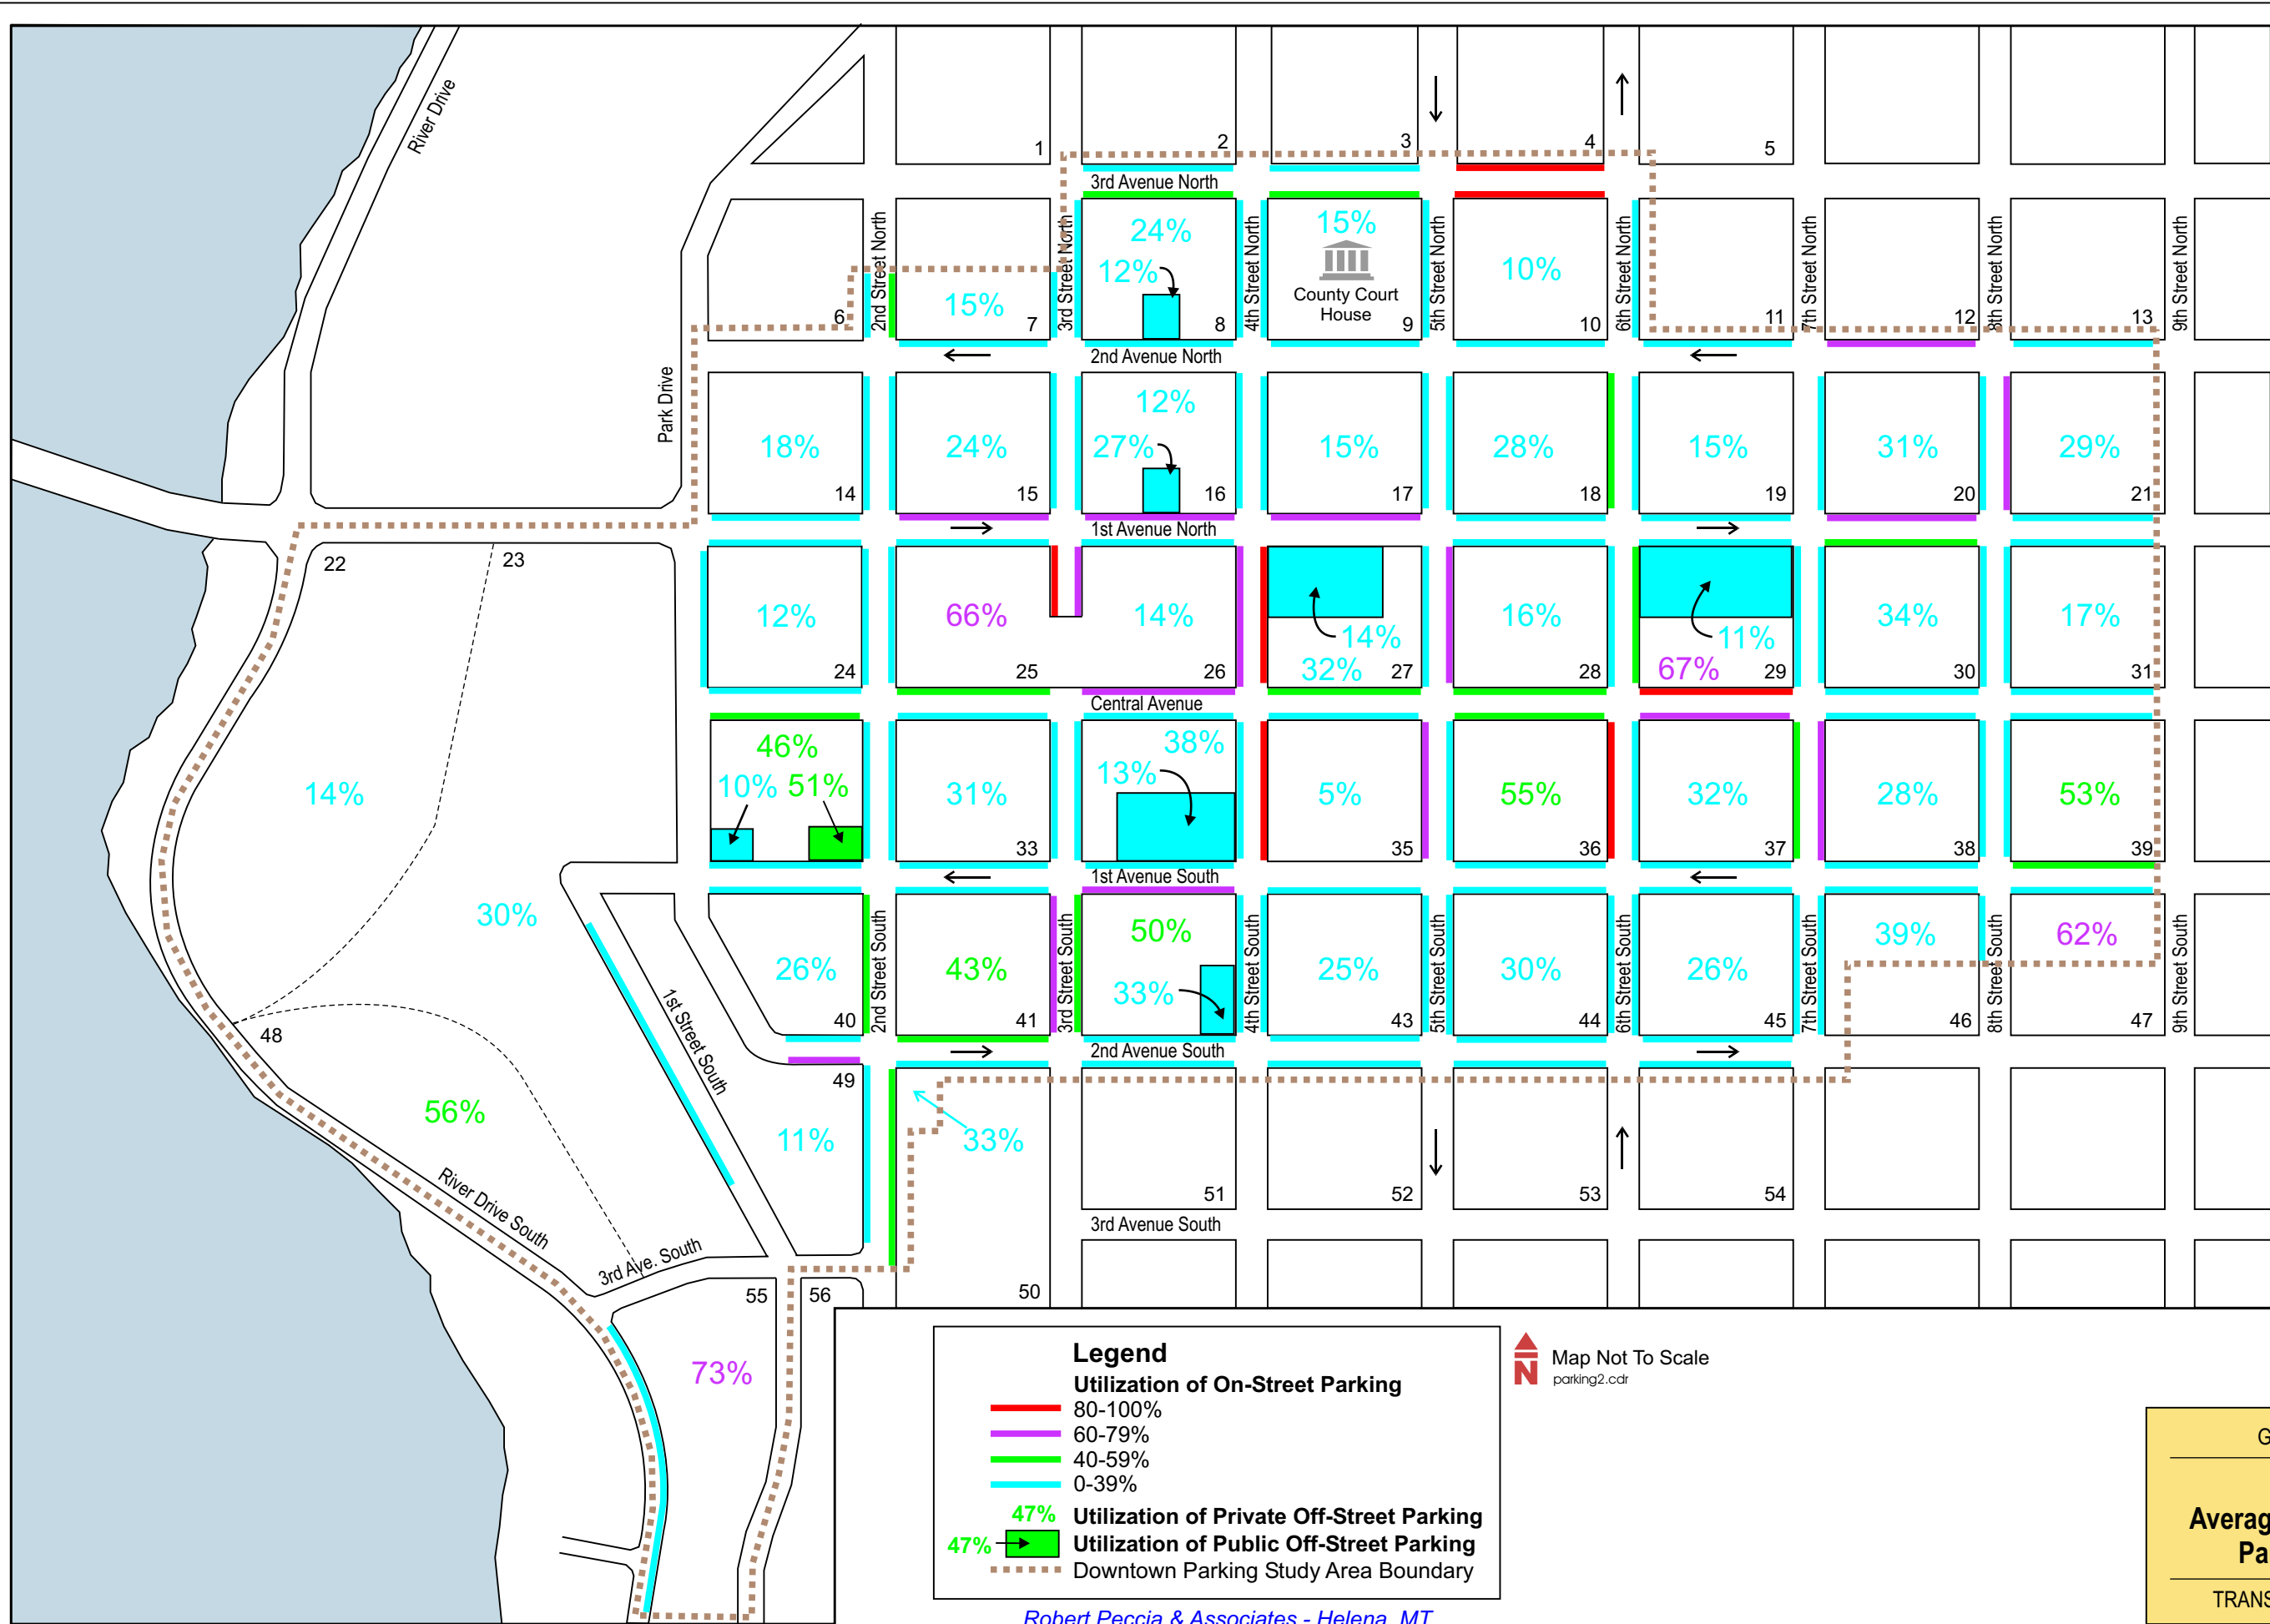 River Drive
1
2
3
4
5
3rd Avenue North
2nd Street North
3rd Street North
4th Street North
5th Street North
6th Street North
7th Street North
8th Street North
9th Street North
24%
12%
15%
County Court
House
10%
15%
6
7
8
9
10
11
12
13
2nd Avenue North
Park Drive
12%
27%
18%
24%
15%
28%
15%
31%
29%
14
15
16
17
18
19
20
21
1st Avenue North
22
23
12%
66%
14%
14%
32%
16%
11%
67%
34%
17%
24
25
26
27
28
29
30
31
Central Avenue
46%
10%
51%
38%
13%
14%
31%
5%
55%
32%
28%
53%
33
35
36
37
38
39
1st Avenue South
30%
26%
43%
50%
33%
25%
30%
26%
39%
62%
2nd Street South
3rd Street South
4th Street South
5th Street South
6th Street South
7th Street South
8th Street South
9th Street South
1st Street South
40
41
43
44
45
46
47
48
2nd Avenue South
49
56%
11%
33%
River Drive South
51
52
53
54
3rd Avenue South
3rd Ave. South
55
56
50
73%
Legend
Utilization of On-Street Parking
80-100%
60-79%
40-59%
0-39%
47% Utilization of Private Off-Street Parking
47% Utilization of Public Off-Street Parking
Downtown Parking Study Area Boundary
N
Map Not To Scale
parking2.cdr
Robert Peccia & Associates - Helena, MT
G
Averag
Pa
TRANS